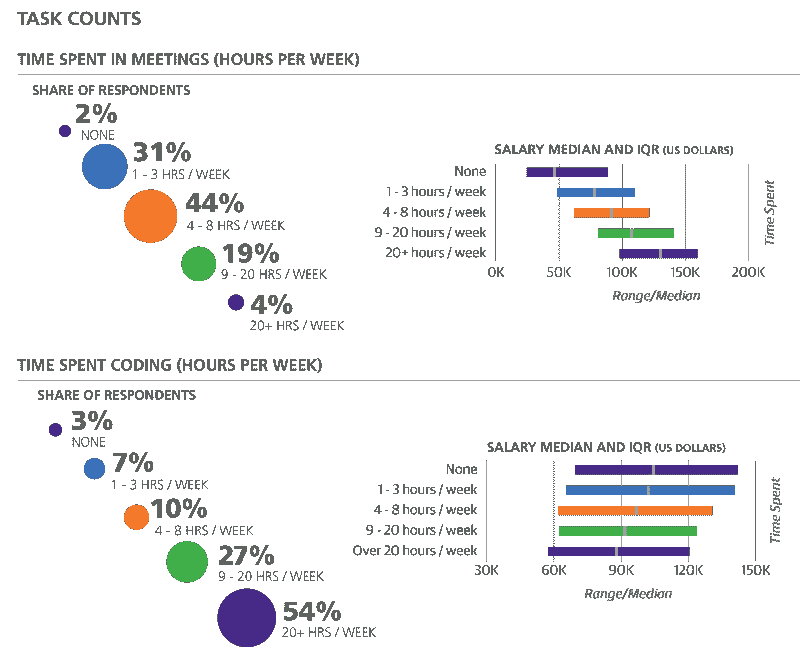 TASK COUNTS
TIME SPENT IN MEETINGS (HOURS PER WEEK)
SHARE OF RESPONDENTS
2%
NONE
31%
1 - 3 HRS / WEEK
44%
4 - 8 HRS / WEEK
19%
9 - 20 HRS / WEEK
4%
20+ HRS / WEEK
SALARY MEDIAN AND IQR (US DOLLARS)
None
1 - 3 hours / week
4 - 8 hours / week
9 - 20 hours / week
20+ hours / week
0K 50K 100K 150K 200K
Range/Median
Time Spent
TIME SPENT CODING (HOURS PER WEEK)
SHARE OF RESPONDENTS
3%
NONE
7%
1 - 3 HRS / WEEK
10%
4 - 8 HRS / WEEK
27%
9 - 20 HRS / WEEK
54%
20+ HRS / WEEK
SALARY MEDIAN AND IQR (US DOLLARS)
None
1 - 3 hours / week
4 - 8 hours / week
9 - 20 hours / week
Over 20 hours / week
30K 60K 90K 120K 150K
Range/Median
Time Spent